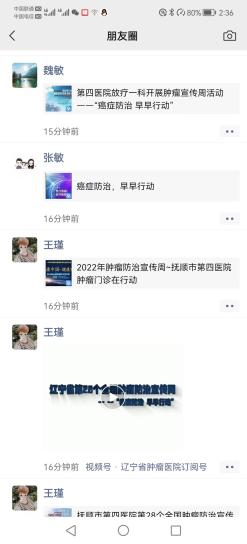 中国联通
中国电信
80%
2:36
朋友圈
魏敏
第四医院放疗一科开展肿瘤宣传周活动
——“癌症防治 早早行动”
15分钟前
张敏
癌症防治，早早行动
16分钟前
王瑾
2022年肿瘤防治宣传周~抚顺市第四医院
肿瘤门诊在行动
16分钟前
王瑾
辽宁省第28个全国肿瘤防治宣传周
--“癌症防治 早早行动”
16分钟前 视频号 · 辽宁省肿瘤医院订阅号
王瑾
抚顺市第四医院第28个全国肿瘤防治